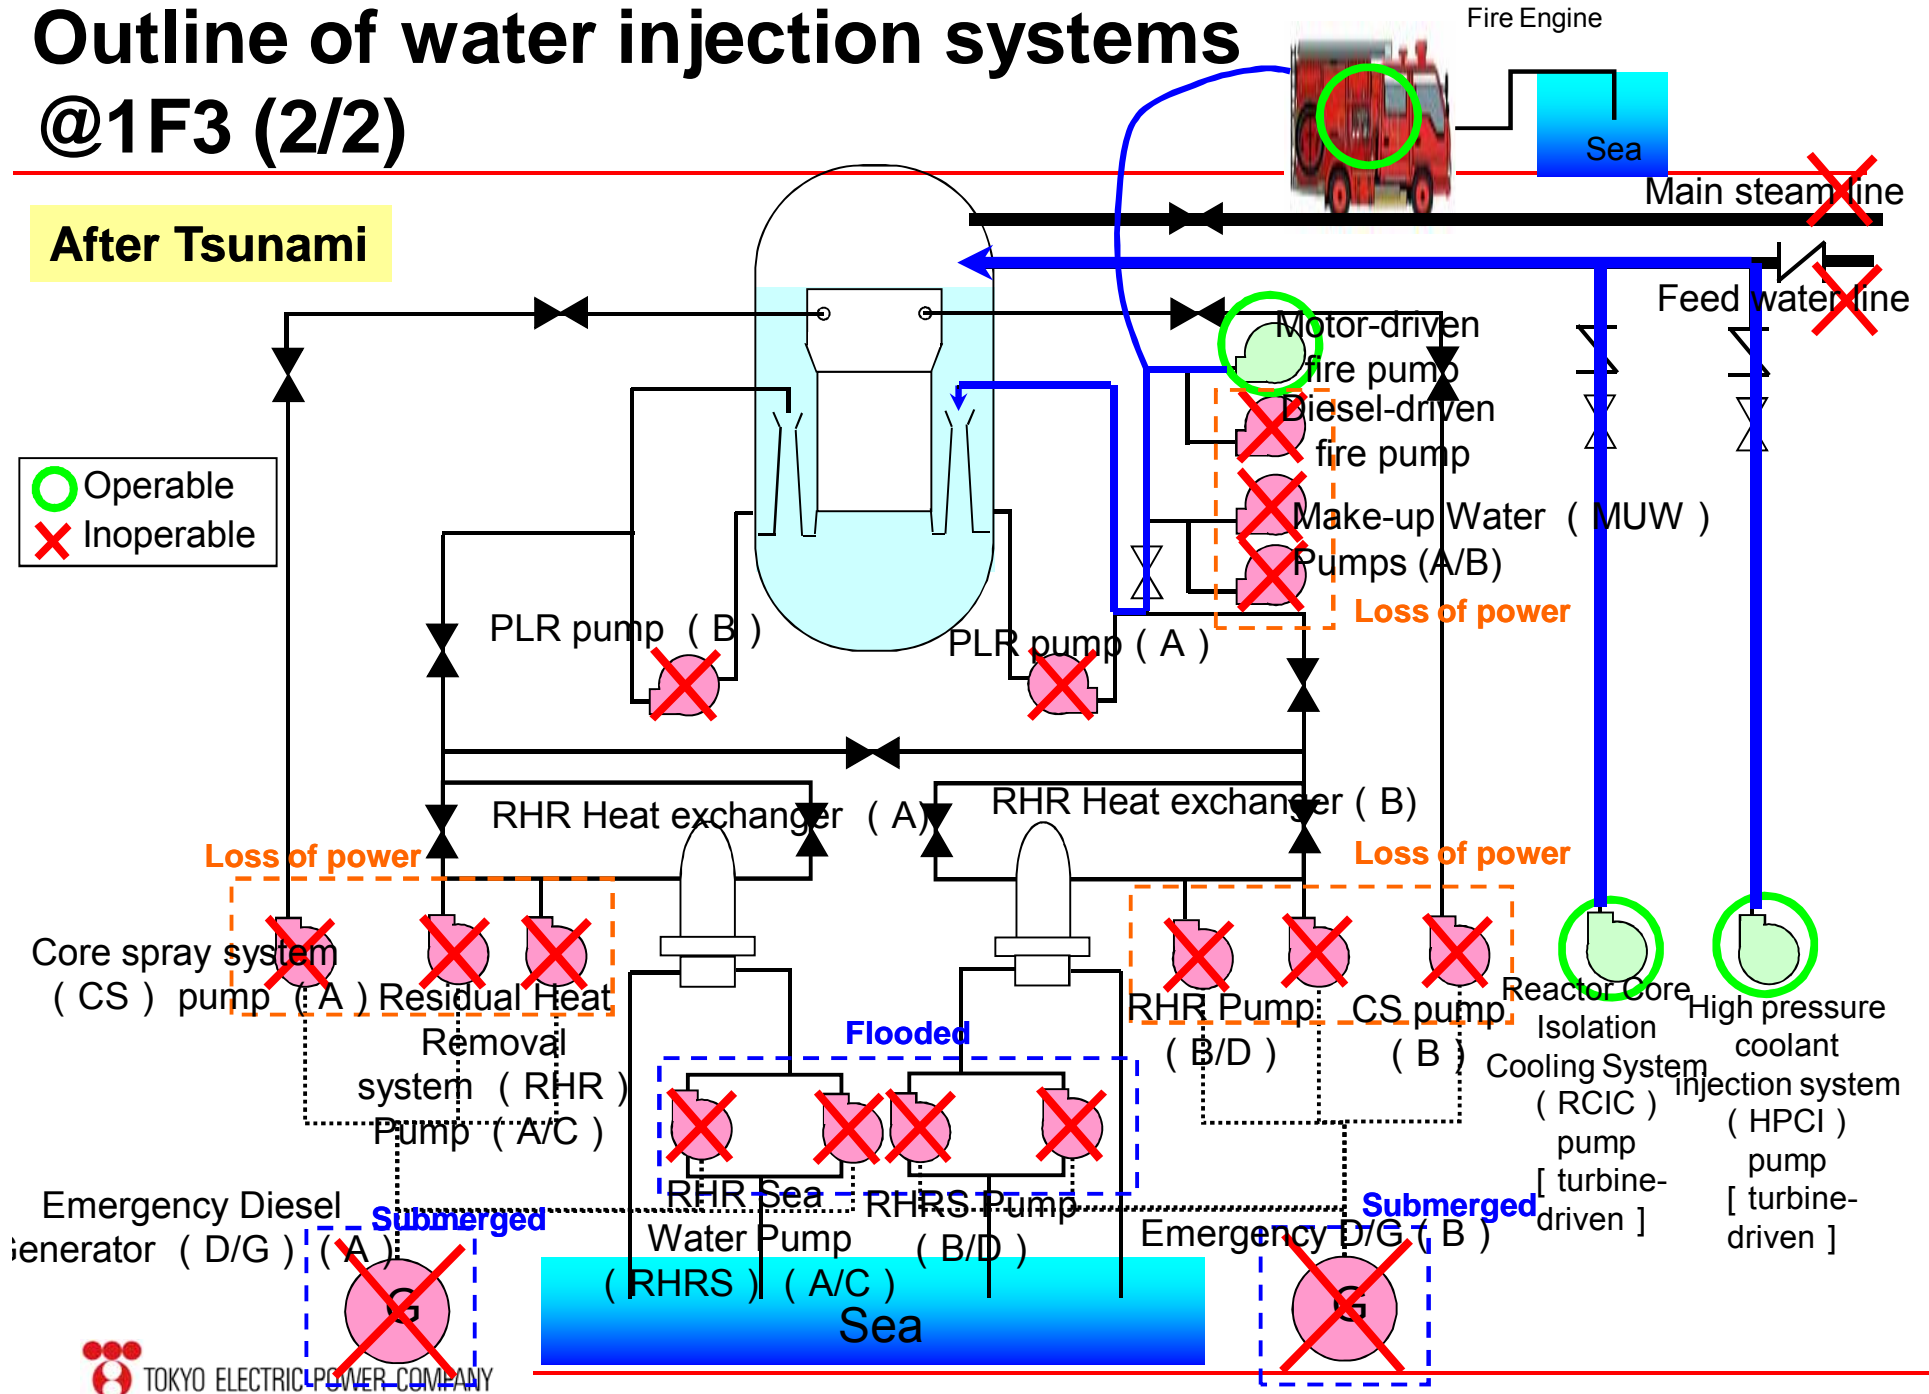 Outline of water injection systems
@1F3 (2/2)
Fire Engine
Sea
Main steam line
After Tsunami
Feed water line
Motor-driven
fire pump
Diesel-driven
fire pump
Operable
Inoperable
Make-up Water ( MUW )
Pumps (A/B)
Loss of power
PLR pump ( B )
PLR pump ( A )
RHR Heat exchanger ( A)
RHR Heat exchanger ( B)
Loss of power
Loss of power
Core spray system
( CS ) pump ( A )
Residual Heat
Removal
system ( RHR )
Pump ( A/C )
Flooded
RHR Pump
( B/D )
CS pump
( B )
Reactor Core
Isolation
Cooling System
( RCIC )
pump
[ turbine-
driven ]
High pressure
coolant
injection system
( HPCI )
pump
[ turbine-
driven ]
Emergency Diesel
Generator ( D/G ) ( A )
Submerged
RHR Sea
Water Pump
( RHRS ) ( A/C )
RHRS Pump
( B/D )
Submerged
Emergency D/G ( B )
G
G
Sea
TOKYO ELECTRIC POWER COMPANY